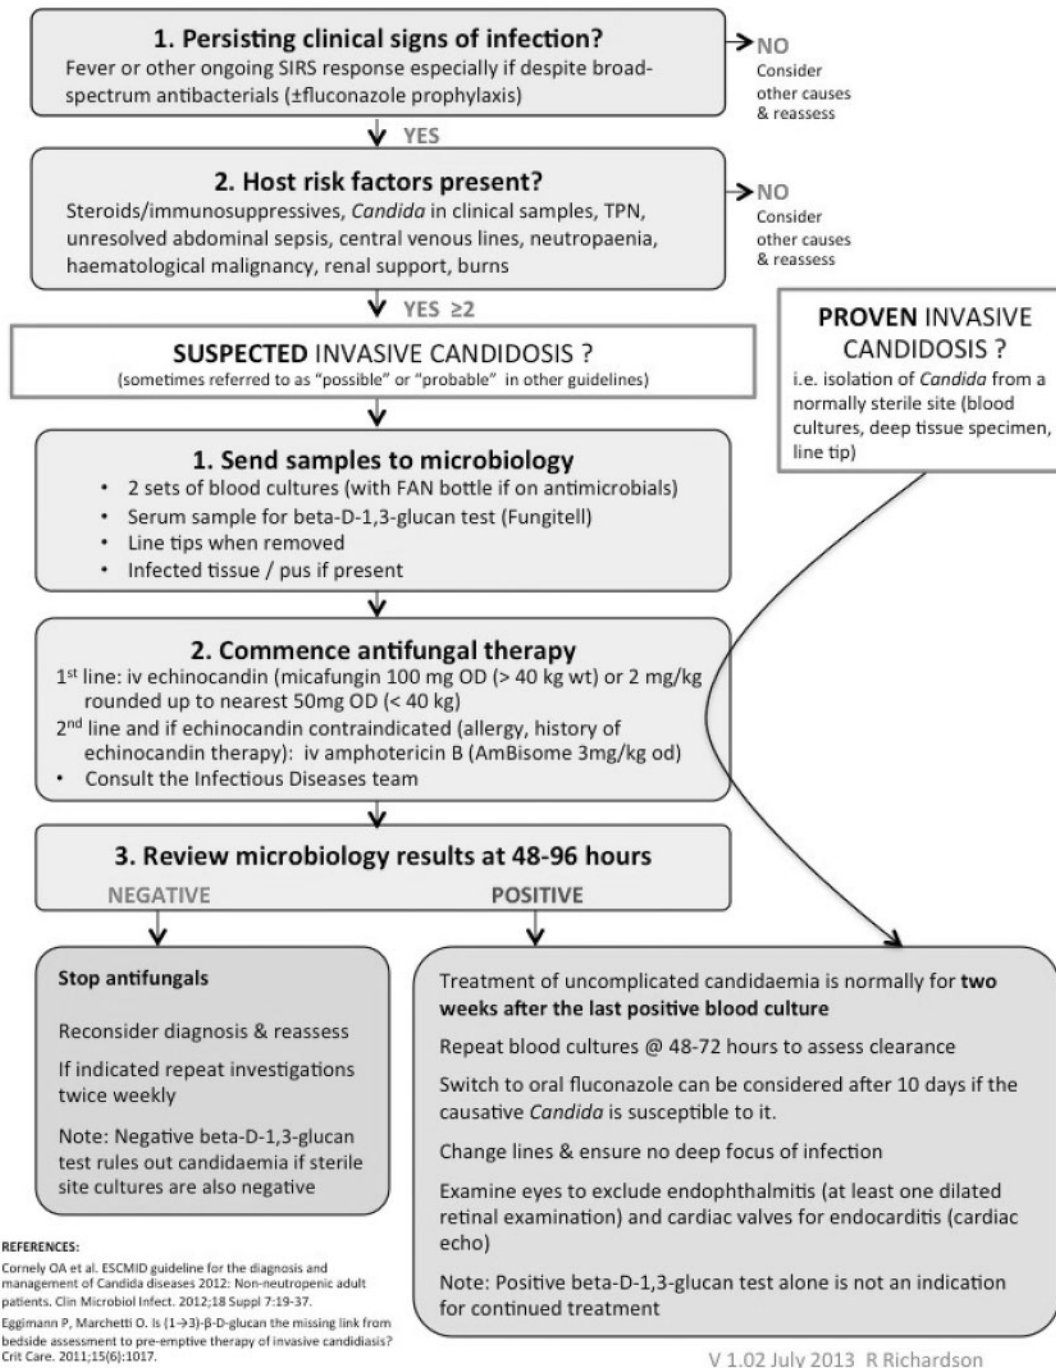 1. Persisting clinical signs of infection?
Fever or other ongoing SIRS response especially if despite broad-
spectrum antibacterials (±fluconazole prophylaxis)
NO
Consider
other causes
& reassess
YES
2. Host risk factors present?
Steroids/immunosuppressives, Candida in clinical samples, TPN,
unresolved abdominal sepsis, central venous lines, neutropaenia,
haematological malignancy, renal support, burns
NO
Consider
other causes
& reassess
YES ≥2
SUSPECTED INVASIVE CANDIDOSIS ?
(sometimes referred to as "possible" or "probable" in other guidelines)
PROVEN INVASIVE
CANDIDOSIS ?
i.e. isolation of Candida from a
normally sterile site (blood
cultures, deep tissue specimen,
line tip)
1. Send samples to microbiology
• 2 sets of blood cultures (with FAN bottle if on antimicrobials)
• Serum sample for beta-D-1,3-glucan test (Fungitell)
• Line tips when removed
• Infected tissue / pus if present
2. Commence antifungal therapy
1st line: iv echinocandin (micafungin 100 mg OD (> 40 kg wt) or 2 mg/kg
rounded up to nearest 50mg OD (< 40 kg)
2nd line and if echinocandin contraindicated (allergy, history of
echinocandin therapy): iv amphotericin B (AmBisome 3mg/kg od)
• Consult the Infectious Diseases team
3. Review microbiology results at 48-96 hours
NEGATIVE
POSITIVE
Stop antifungals
Reconsider diagnosis & reassess
If indicated repeat investigations
twice weekly
Note: Negative beta-D-1,3-glucan
test rules out candidaemia if sterile
site cultures are also negative
Treatment of uncomplicated candidaemia is normally for two
weeks after the last positive blood culture
Repeat blood cultures @ 48-72 hours to assess clearance
Switch to oral fluconazole can be considered after 10 days if the
causative Candida is susceptible to it.
Change lines & ensure no deep focus of infection
Examine eyes to exclude endophthalmitis (at least one dilated
retinal examination) and cardiac valves for endocarditis (cardiac
echo)
Note: Positive beta-D-1,3-glucan test alone is not an indication
for continued treatment
REFERENCES:
Cornely OA et al. ESCMID guideline for the diagnosis and
management of Candida diseases 2012: Non-neutropenic adult
patients. Clin Microbiol Infect. 2012;18 Suppl 7:19-37.
Eggimann P, Marchetti O. Is (1→3)-β-D-glucan the missing link from
bedside assessment to pre-emptive therapy of invasive candidiasis?
Crit Care. 2011;15(6):1017.
V 1.02 July 2013 R Richardson